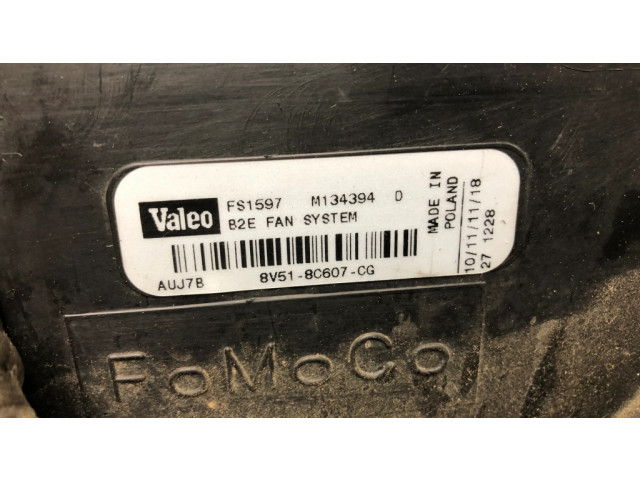 Valeo
FS1597 M134394 D
B2E FAN SYSTEM
AUJ7B 8V51-8C607-CG
MADE IN
POLAND
10/11/11/18
27 1228
FoMoCo